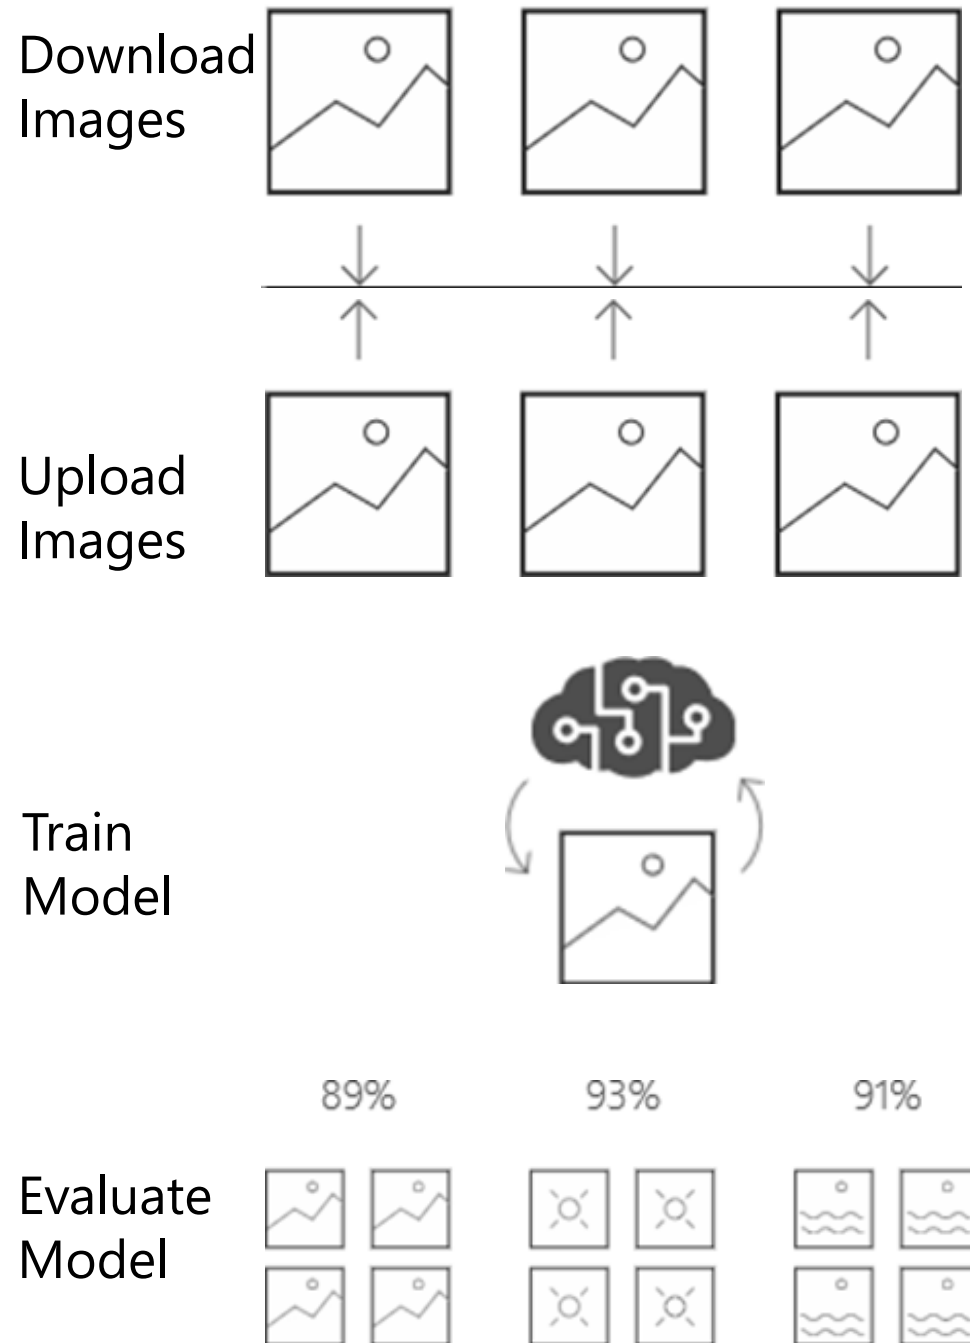 Download
Images
Upload
Images
Train
Model
89% 93% 91%
Evaluate
Model